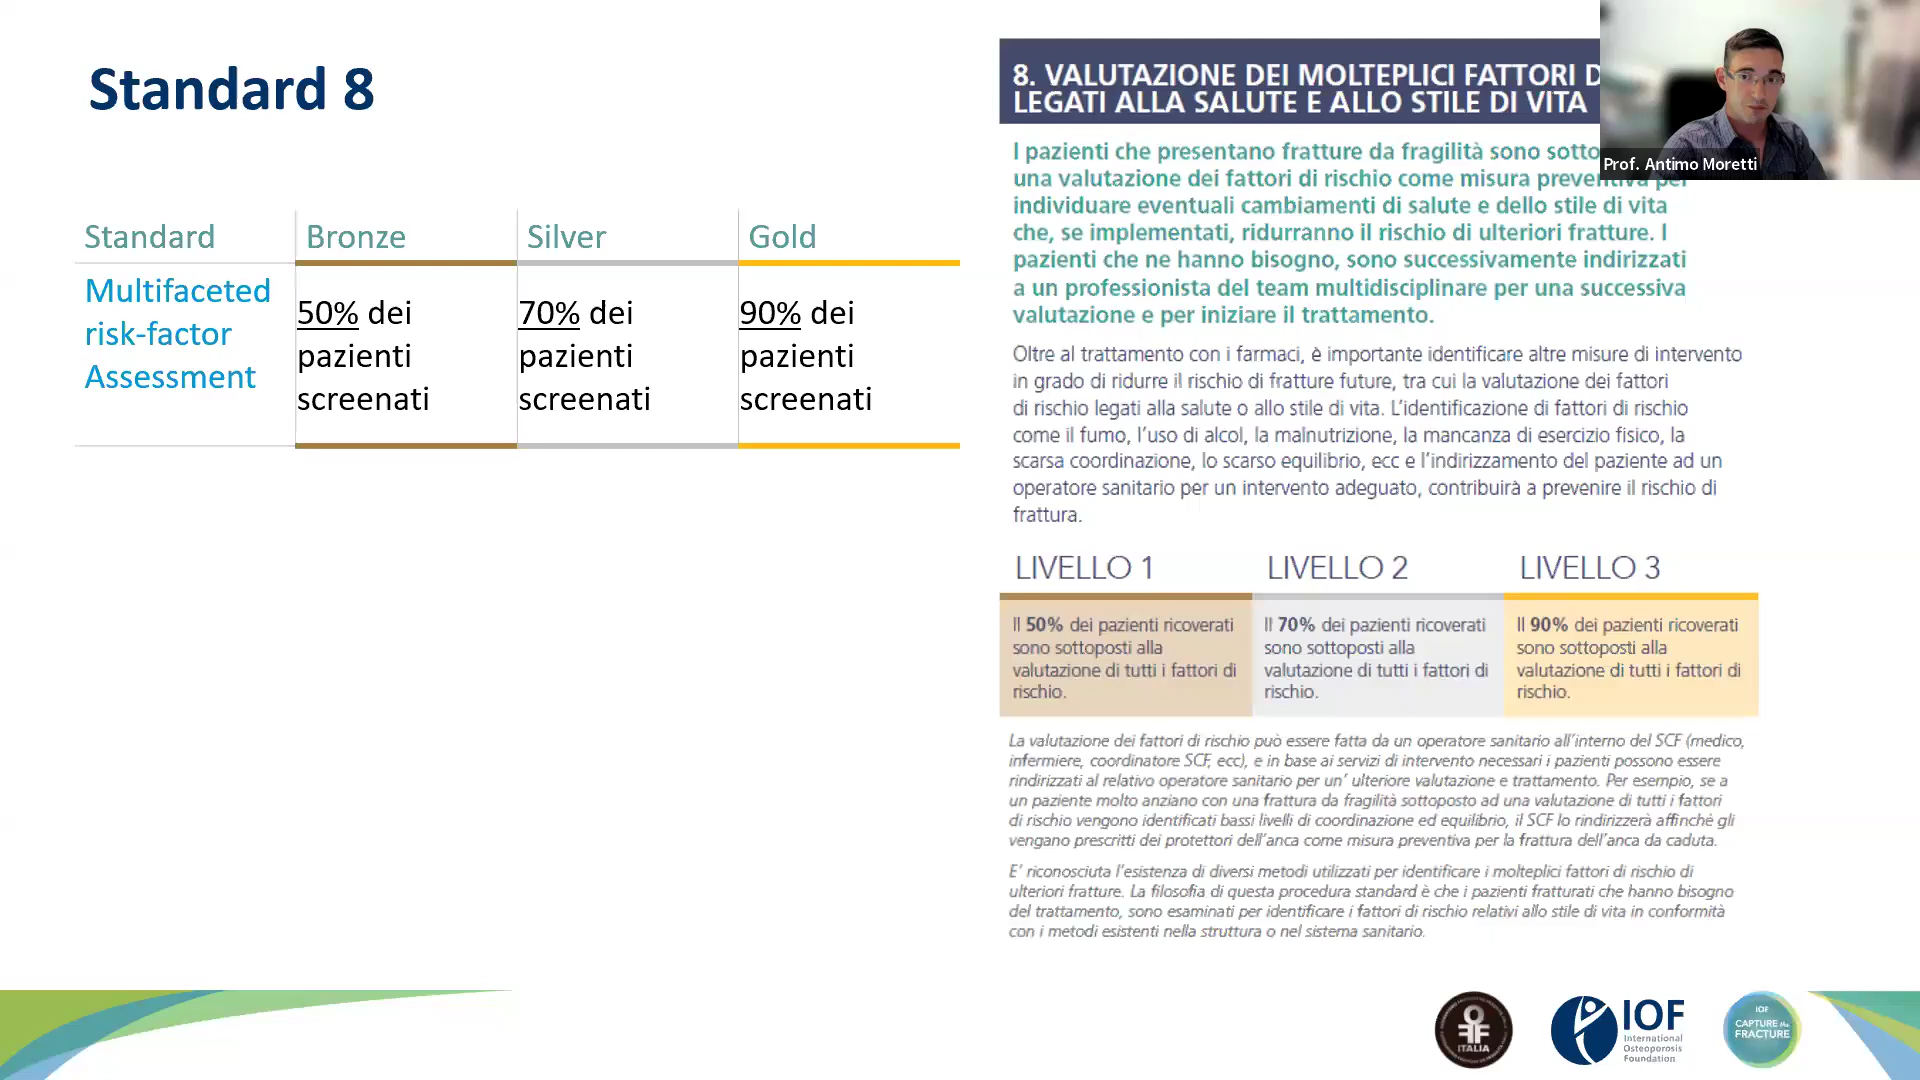 Standard 8
Standard Bronze Silver Gold
Multifaceted
risk-factor
Assessment
50% dei
pazienti
screenati
70% dei
pazienti
screenati
90% dei
pazienti
screenati
8. VALUTAZIONE DEI MOLTEPLICI FATTORI
LEGATI ALLA SALUTE E ALLO STILE DI VITA
I pazienti che presentano fratture da fragilità sono
una valutazione dei fattori di rischio come misura preventiva per
individuare eventuali cambiamenti di salute e dello stile di vita
che, se implementati, ridurranno il rischio di ulteriori fratture. I
pazienti che ne hanno bisogno, sono successivamente indirizzati
a un professionista del team multidisciplinare per una successiva
valutazione e per iniziare il trattamento.
Oltre al trattamento con i farmaci, è importante identificare altre misure di intervento
in grado di ridurre il rischio di fratture future, tra cui la valutazione dei fattori
di rischio legati alla salute o allo stile di vita. L'identificazione di fattori di rischio
come il fumo, l'uso di alcol, la malnutrizione, la mancanza di esercizio fisico, la
scarsa coordinazione, lo scarso equilibrio, ecc e l'indirizzamento del paziente ad un
operatore sanitario per un intervento adeguato, contribuirà a prevenire il rischio di
frattura.
LIVELLO 1 LIVELLO 2 LIVELLO 3
Il 50% dei pazienti ricoverati
sono sottoposti alla
valutazione di tutti i fattori di
rischio.
Il 70% dei pazienti ricoverati
sono sottoposti alla
valutazione di tutti i fattori di
rischio.
Il 90% dei pazienti ricoverati
sono sottoposti alla
valutazione di tutti i fattori di
rischio.
La valutazione dei fattori di rischio può essere fatta da un operatore sanitario all'interno del SCF (medico,
infermiere, coordinatore SCF, ecc), e in base ai servizi di intervento necessari i pazienti possono essere
rindirizzati al relativo operatore sanitario per un' ulteriore valutazione e trattamento. Per esempio, se a
un paziente molto anziano con una frattura da fragilità sottoposto ad una valutazione di tutti i fattori
di rischio vengono identificati bassi livelli di coordinazione ed equilibrio, il SCF lo rindirizzerà affinchè gli
vengano prescritti dei protettori dell'anca come misura preventiva per la frattura dell'anca da caduta.
E' riconosciuta l'esistenza di diversi metodi utilizzati per identificare i molteplici fattori di rischio di
ulteriori fratture. La filosofia di questa procedura standard è che i pazienti fratturati che hanno bisogno
del trattamento, sono esaminati per identificare i fattori di rischio relativi allo stile di vita in conformità
con i metodi esistenti nella struttura o nel sistema sanitario.
Prof. Antimo Moretti
ITALIA
IOF
International
Osteoporosis
Foundation
IOF
CAPTURE the
FRACTURE